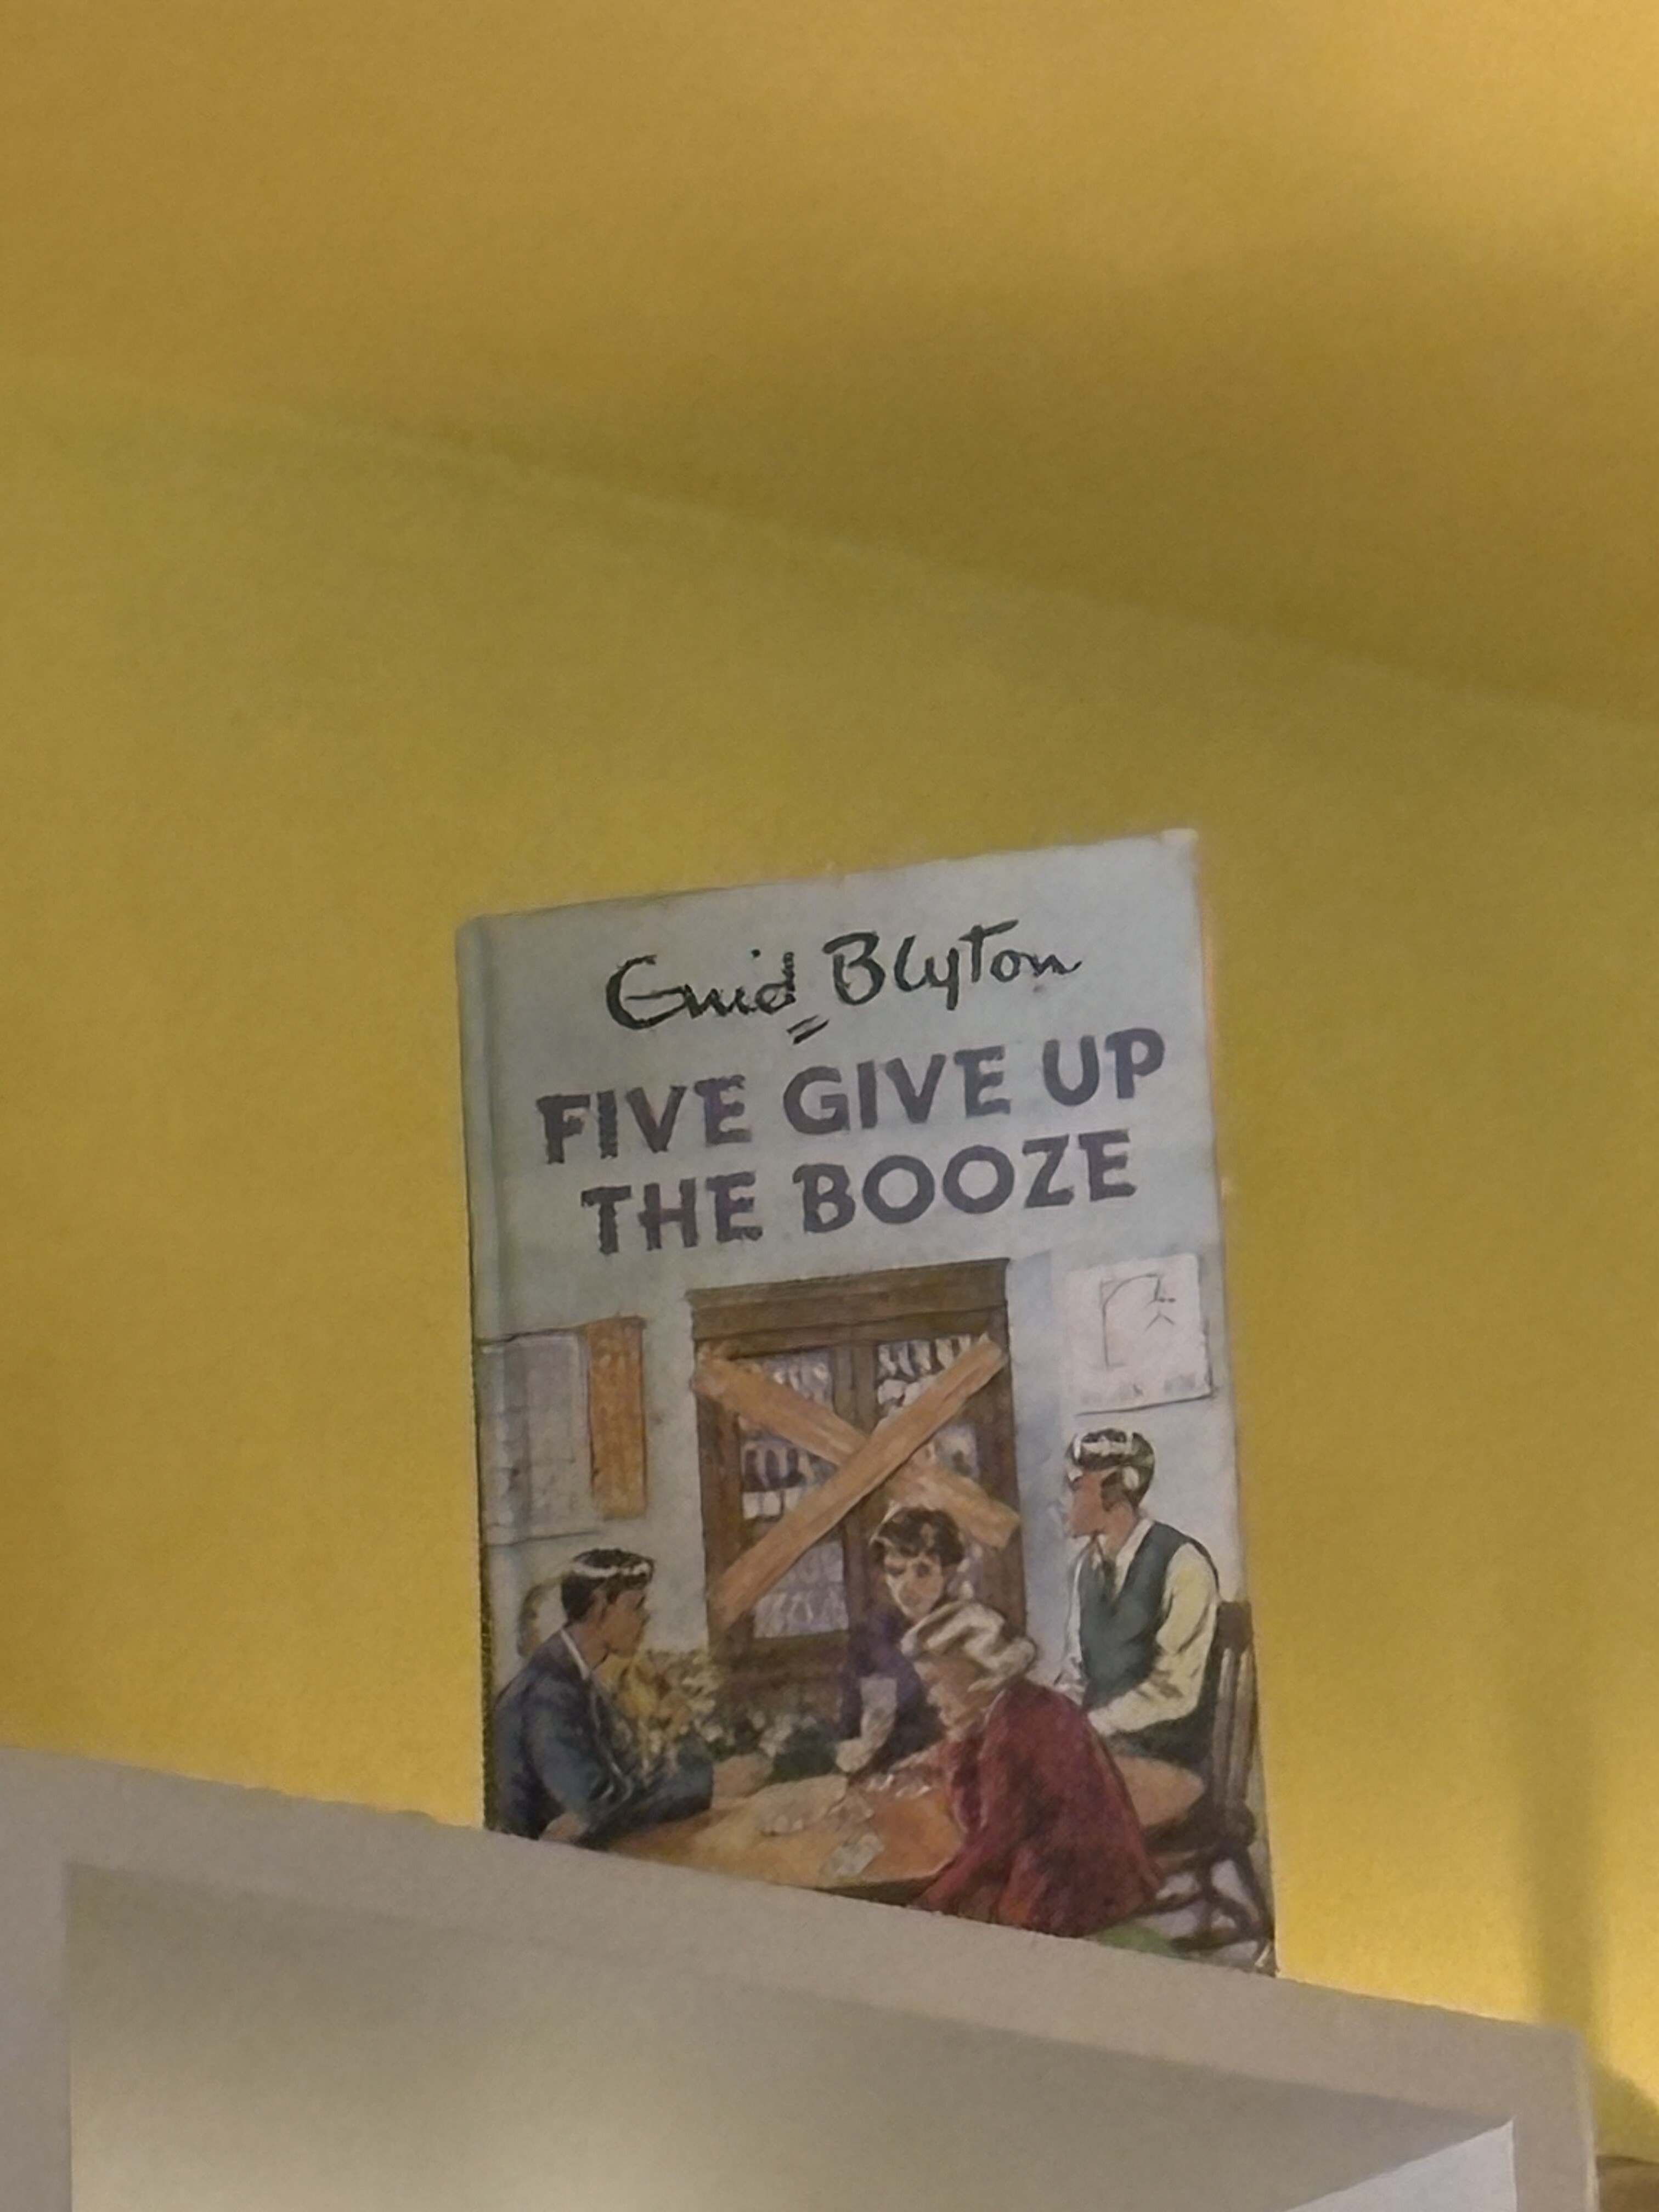 Enid Blyton
FIVE GIVE UP
THE BOOZE